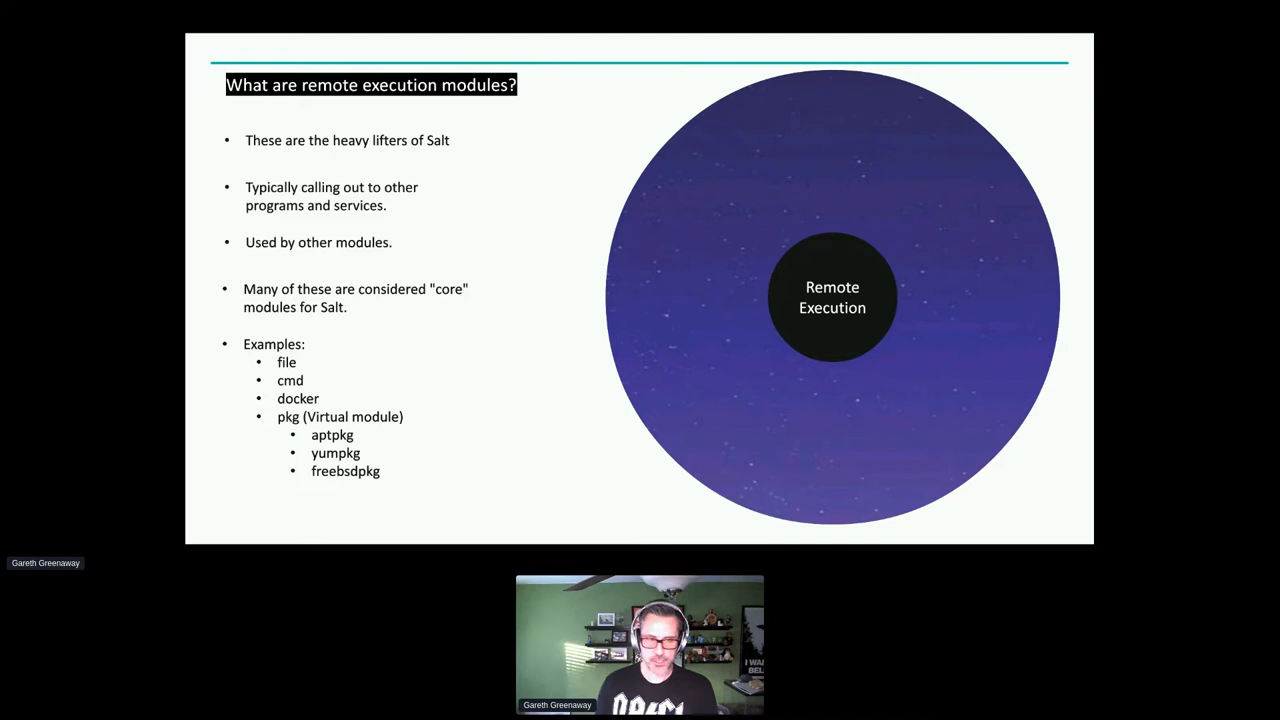 What are remote execution modules?
• These are the heavy lifters of Salt
• Typically calling out to other
programs and services.
• Used by other modules.
• Many of these are considered "core"
modules for Salt.
• Examples:
• file
• cmd
• docker
• pkg (Virtual module)
• aptpkg
• yumpkg
• freebsdpkg
Remote
Execution
Gareth Greenaway
Gareth Greenaway
I WA
BEL